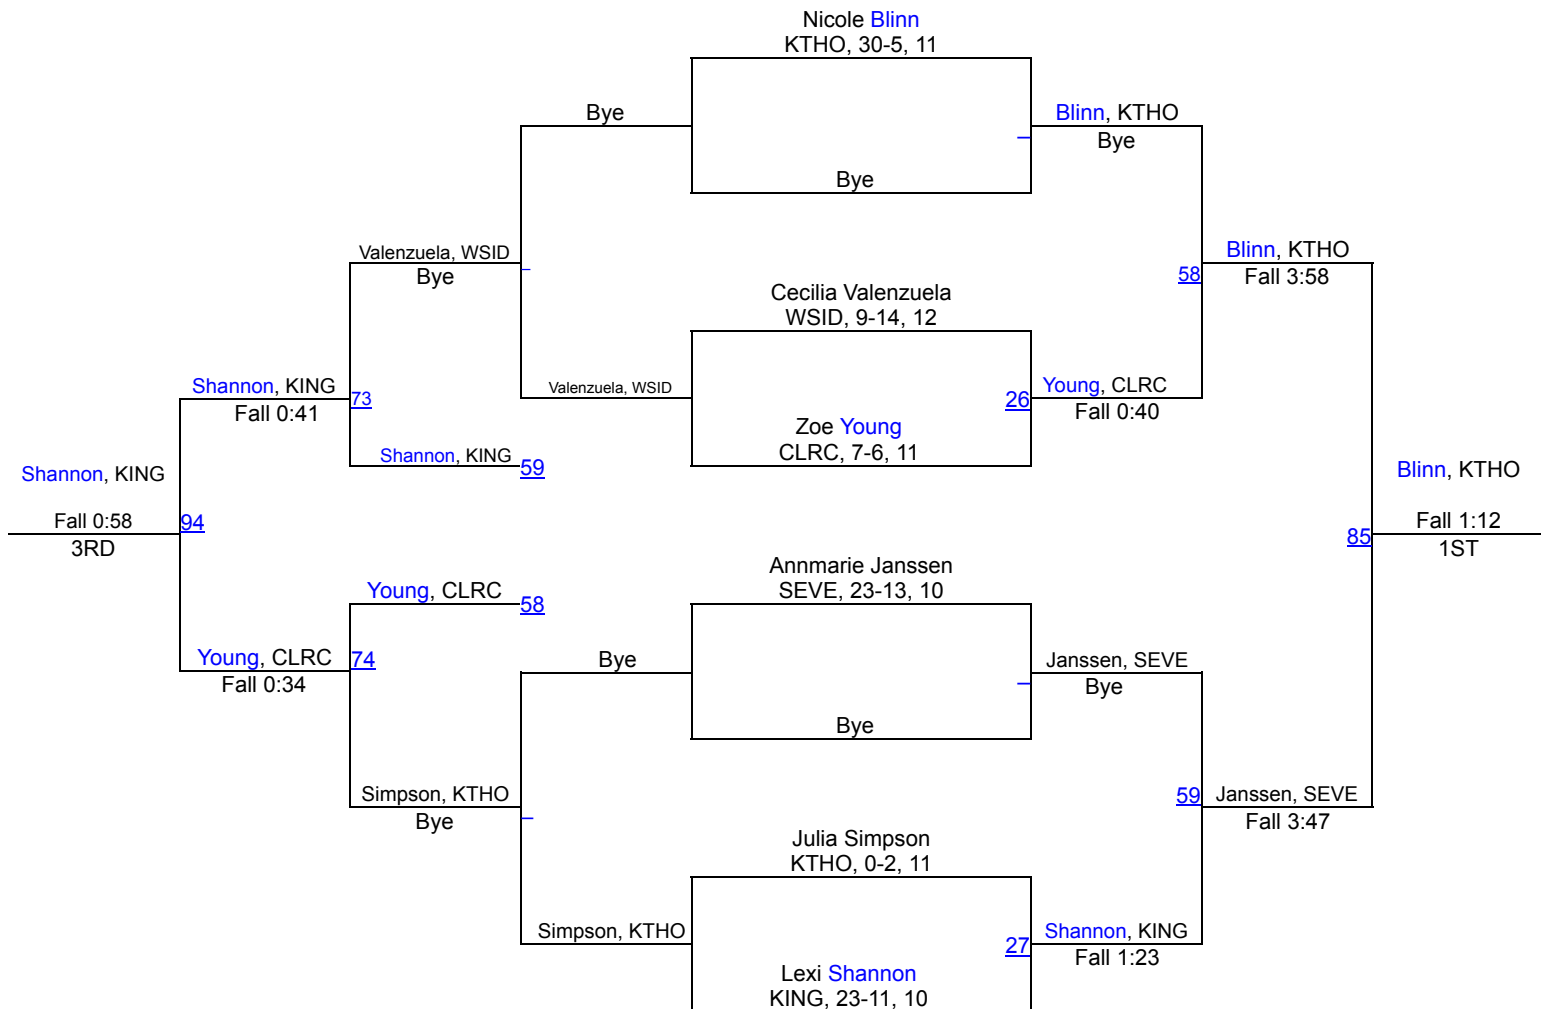 Nicole Blinn
KTHO, 30-5, 11
Bye
Blinn, KTHO
Bye
Bye
Valenzuela, WSID
Bye
Blinn, KTHO
58
Fall 3:58
Cecilia Valenzuela
WSID, 9-14, 12
Shannon, KING
73
Fall 0:41
Valenzuela, WSID
26
Young, CLRC
Fall 0:40
Zoe Young
CLRC, 7-6, 11
Shannon, KING
59
Shannon, KING
Blinn, KTHO
Fall 0:58
94
3RD
85
Fall 1:12
1ST
Annmarie Janssen
SEVE, 23-13, 10
Young, CLRC
58
Young, CLRC
74
Fall 0:34
Bye
Janssen, SEVE
Bye
Bye
Simpson, KTHO
Bye
59
Janssen, SEVE
Fall 3:47
Julia Simpson
KTHO, 0-2, 11
Simpson, KTHO
27
Shannon, KING
Fall 1:23
Lexi Shannon
KING, 23-11, 10